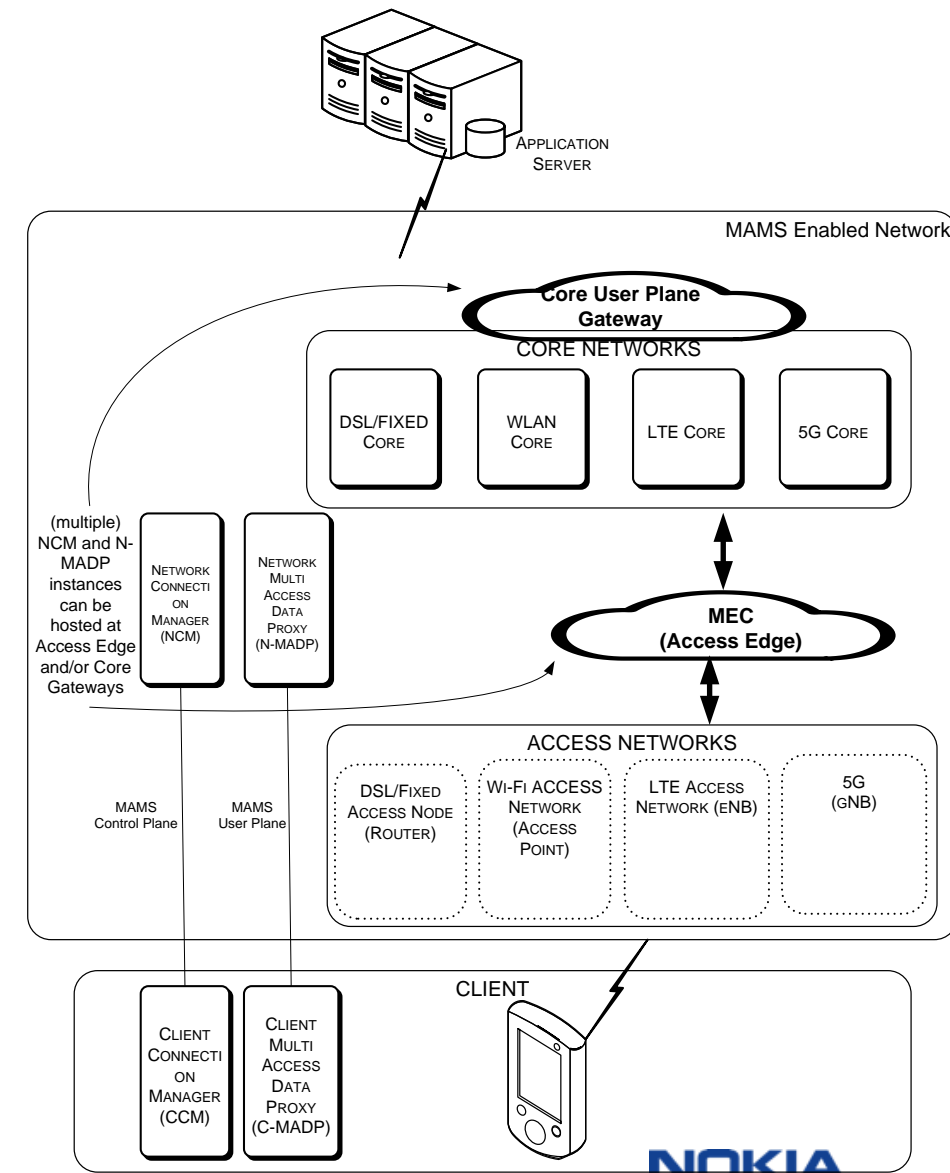 APPLICATION
SERVER
MAMS Enabled Network
Core User Plane
Gateway
CORE NETWORKS
DSL/FIXED
CORE
WLAN
CORE
LTE CORE
5G CORE
(multiple)
NCM and N-
MADP
instances
can be
hosted at
Access Edge
and/or Core
Gateways
NETWORK
CONNECTI
ON
MANAGER
(NCM)
NETWORK
MULTI
ACCESS
DATA
PROXY
(N-MADP)
MEC
(Access Edge)
ACCESS NETWORKS
DSL/FIXED
ACCESS NODE
(ROUTER)
WI-FI ACCESS
NETWORK
(ACCESS
POINT)
LTE ACCESS
NETWORK (ENB)
5G
(GNB)
MAMS
Control Plane
MAMS
User Plane
CLIENT
CLIENT
CONNECTI
ON
MANAGER
(CCM)
CLIENT
MULTI
ACCESS
DATA
PROXY
(C-MADP)
NOKIA